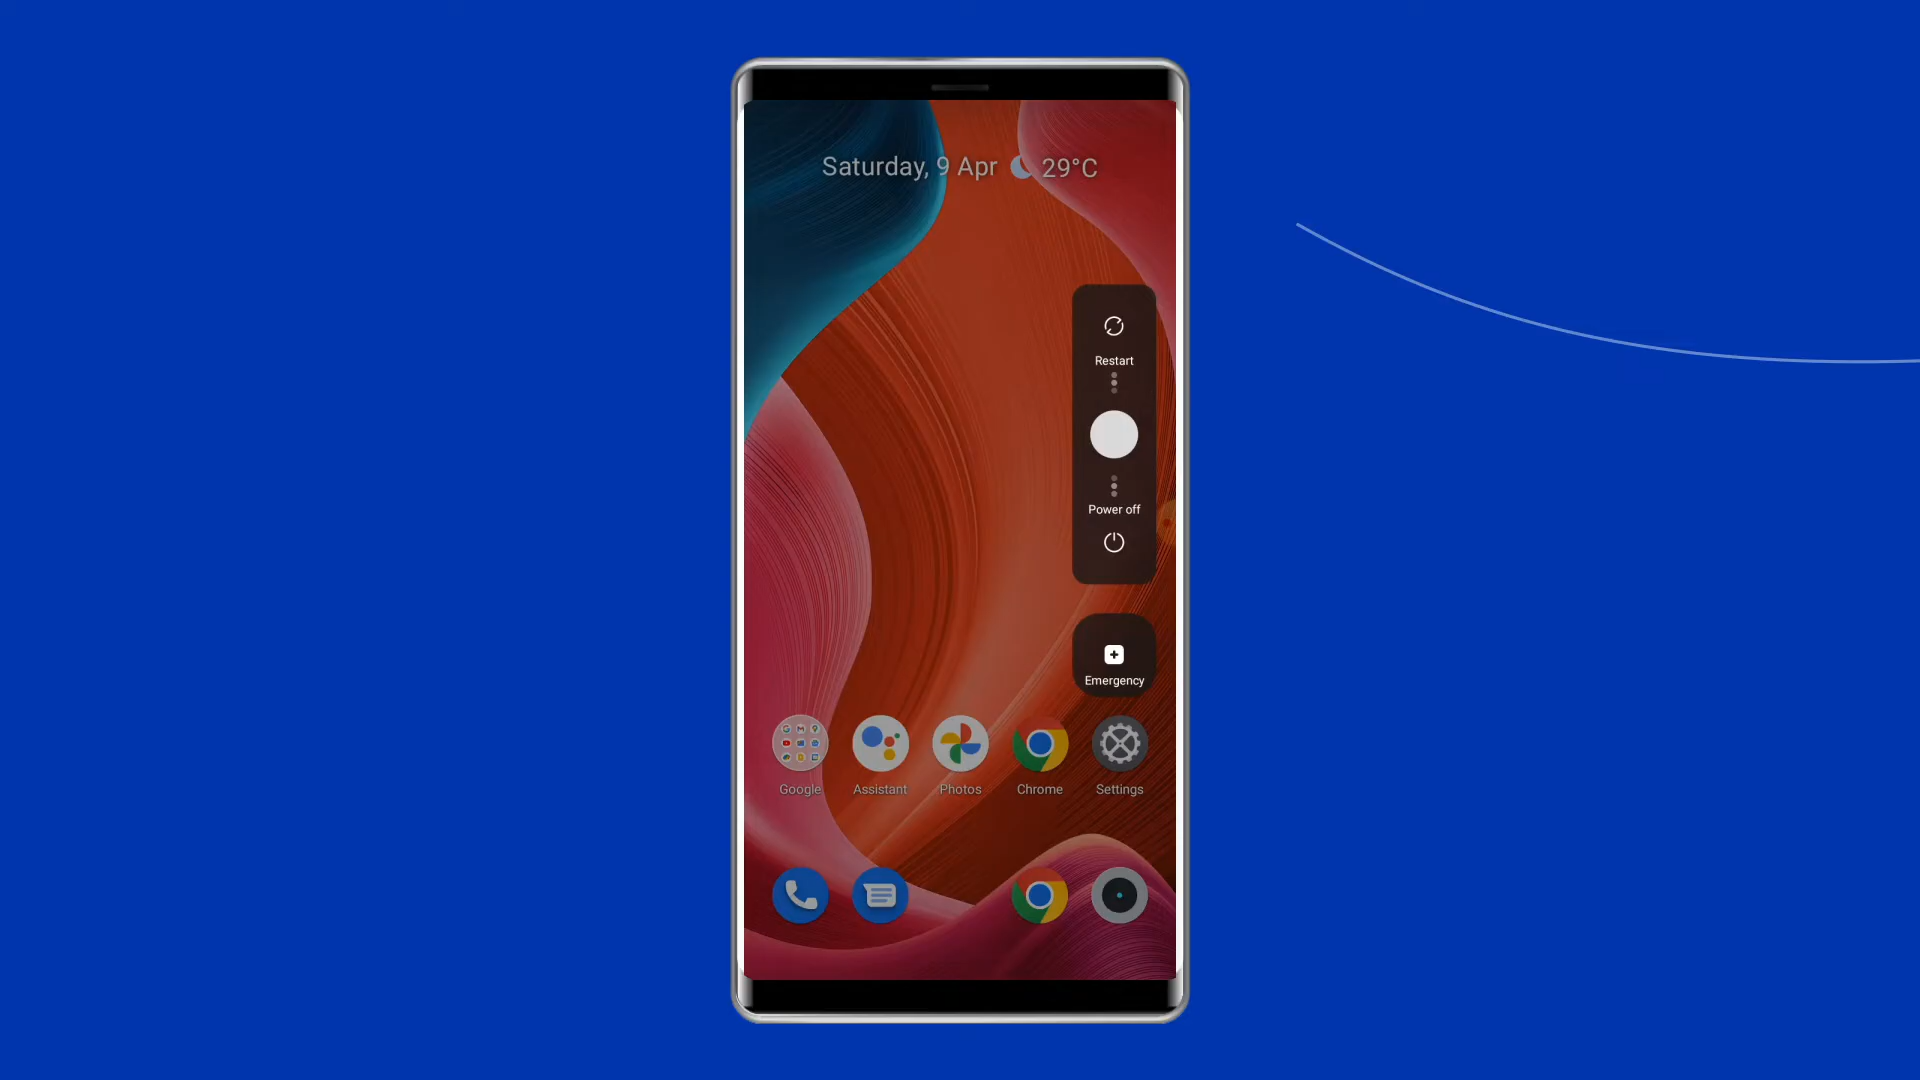 Saturday, 9 Apr 29°C
Restart
Power off
Emergency
Google Assistant Photos Chrome Settings